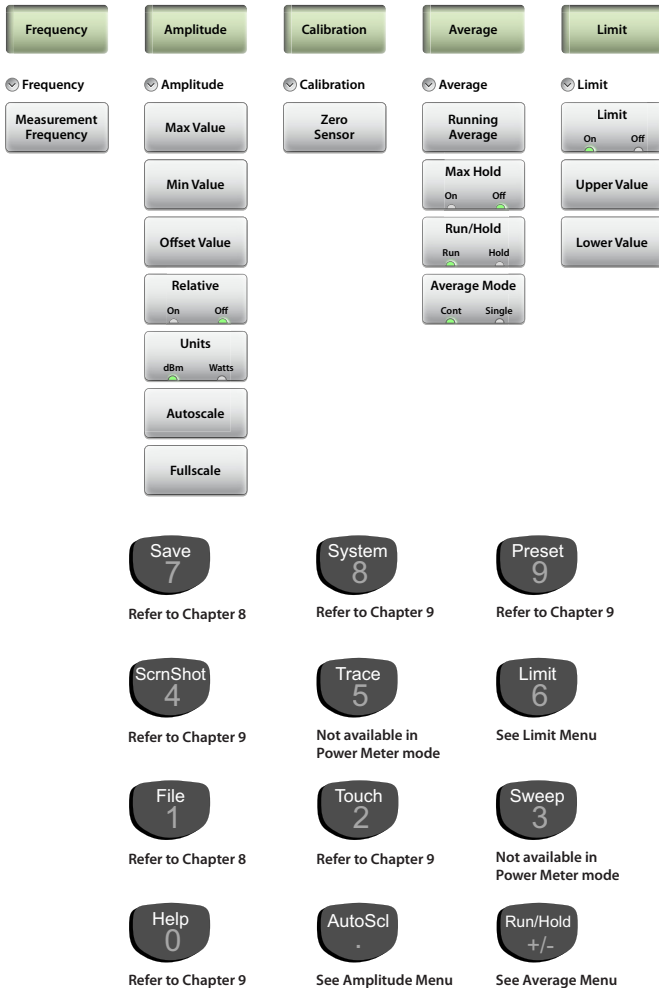 Frequency
Amplitude
Calibration
Average
Limit
Frequency
Amplitude
Calibration
Average
Limit
Measurement
Frequency
Max Value
Min Value
Offset Value
Relative
On Off
Units
dBm Watts
Autoscale
Fullscale
Zero
Sensor
Running
Average
Max Hold
On Off
Run/Hold
Run Hold
Average Mode
Cont Single
Limit
On Off
Upper Value
Lower Value
Save
7
Refer to Chapter 8
System
8
Refer to Chapter 9
Preset
9
Refer to Chapter 9
ScrnShot
4
Refer to Chapter 9
Trace
5
Not available in
Power Meter mode
Limit
6
See Limit Menu
File
1
Refer to Chapter 8
Touch
2
Refer to Chapter 9
Sweep
3
Not available in
Power Meter mode
Help
0
Refer to Chapter 9
AutoScl
.
See Amplitude Menu
Run/Hold
+/-
See Average Menu